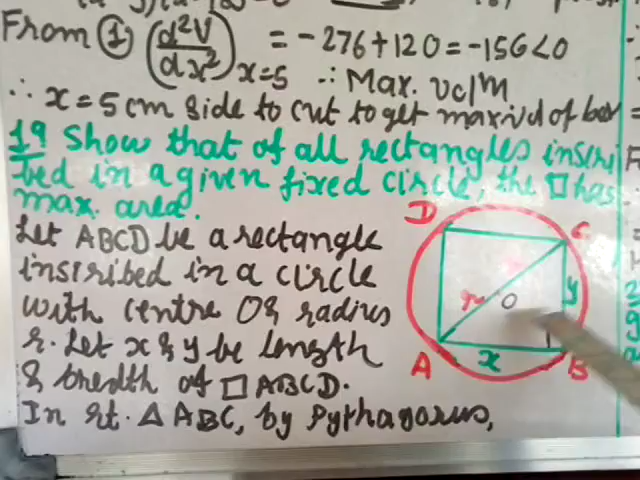 From ① (d²V/dx²)x=5 = -276+120 = -156<0
∴ Max. vol^m
∴ x=5cm side to cut to get max vol of box =
19 Show that of all rectangles inscri
bed in a given fixed circle, the □ has
max. area.
Let ABCD be a rectangle
inscribed in a circle
with centre O & radius
r. Let x & y be length
& bredth of □ ABCD.
In rt. △ ABC, by Pythagorus,
D
C
r
r
O
y
A
x
B